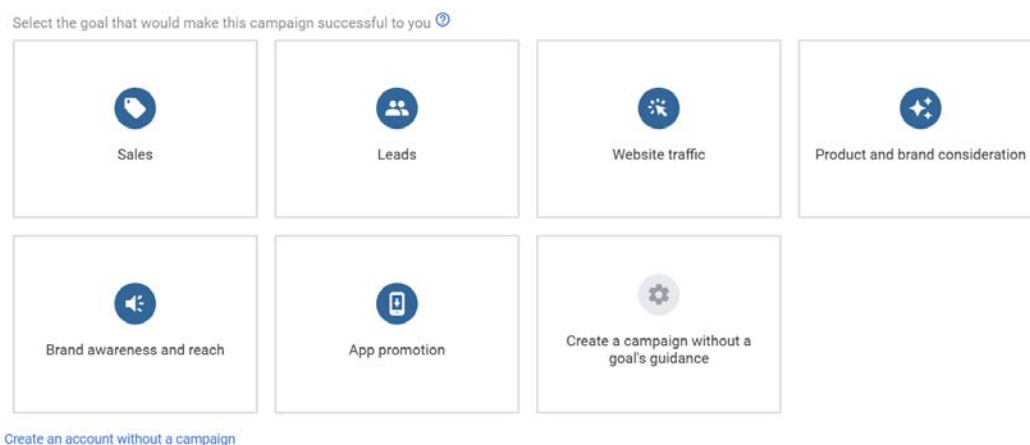 Select the goal that would make this campaign successful to you
Sales
Leads
Website traffic
Product and brand consideration
Brand awareness and reach
App promotion
Create a campaign without a
goal's guidance
Create an account without a campaign